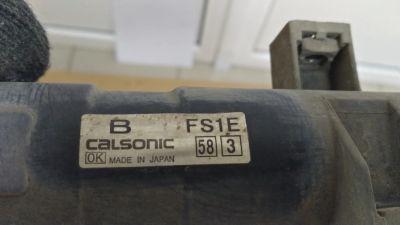 B FS1E
CALSONIC 58 3
OK MADE IN JAPAN